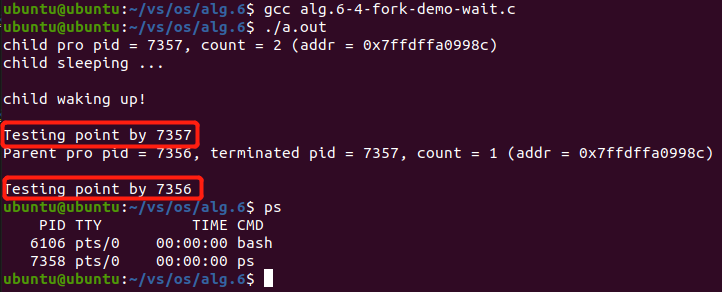 ubuntu@ubuntu:~/vs/os/alg.6$ gcc alg.6-4-fork-demo-wait.c
ubuntu@ubuntu:~/vs/os/alg.6$ ./a.out
child pro pid = 7357, count = 2 (addr = 0x7ffdffa0998c)
child sleeping ...
child waking up!
Testing point by 7357
Parent pro pid = 7356, terminated pid = 7357, count = 1 (addr = 0x7ffdffa0998c)
Testing point by 7356
ubuntu@ubuntu:~/vs/os/alg.6$ ps
PID TTY TIME CMD
6106 pts/0 00:00:00 bash
7358 pts/0 00:00:00 ps
ubuntu@ubuntu:~/vs/os/alg.6$